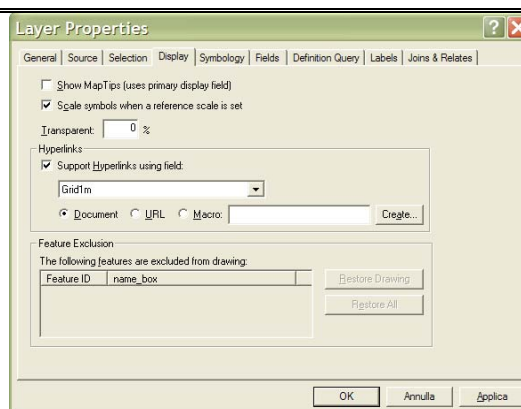 Layer Properties
General Source Selection Display Symbology Fields Definition Query Labels Joins & Relates
Show MapTips (uses primary display field)
Scale symbols when a reference scale is set
Transparent: 0 %
Hyperlinks
Support Hyperlinks using field:
Grid1m
Document URL Macro: Create...
Feature Exclusion
The following features are excluded from drawing:
Feature ID name_box
Restore Drawing
Restore All
OK Annulla Applica